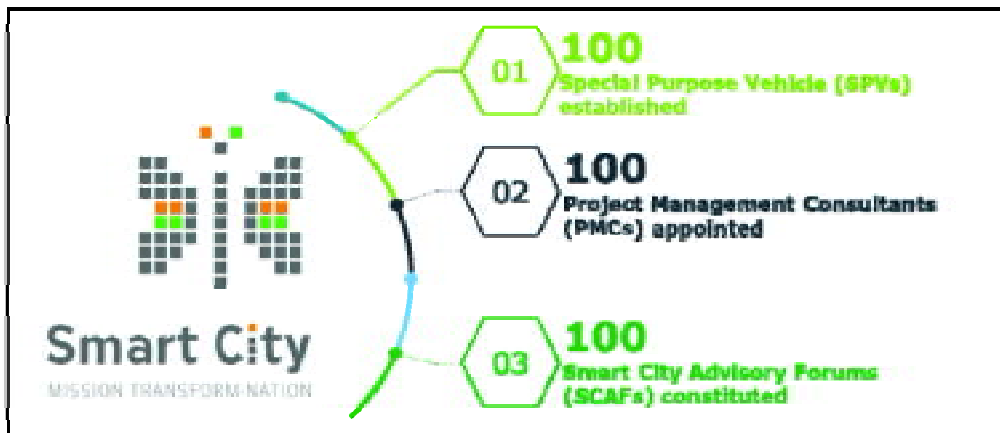 Smart City
MISSION TRANSFORM-NATION
01
100
Special Purpose Vehicle (SPVs)
established
02
100
Project Management Consultants
(PMCs) appointed
03
100
Smart City Advisory Forums
(SCAFs) constituted